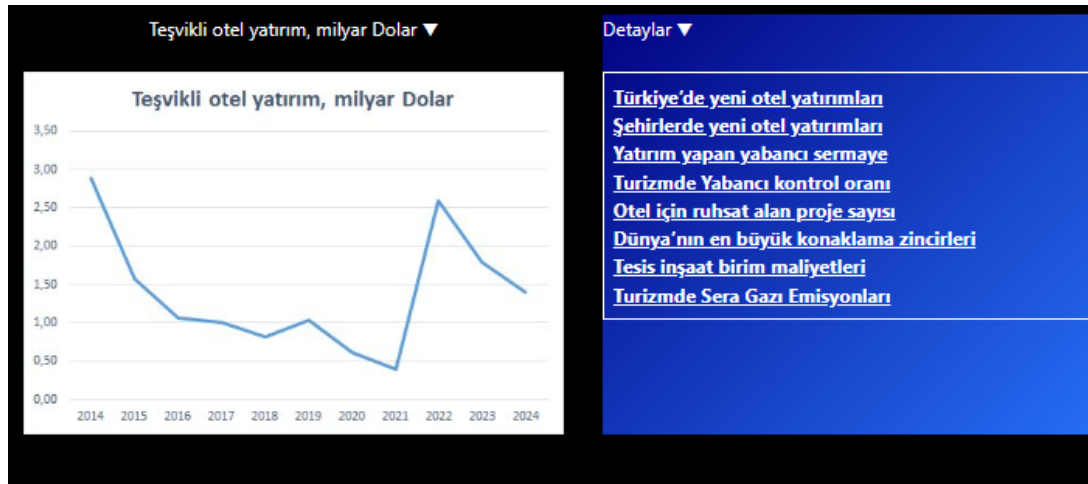 Teşvikli otel yatırım, milyar Dolar ▼
Teşvikli otel yatırım, milyar Dolar
3,50
3,00
2,50
2,00
1,50
1,00
0,50
0,00
2014 2015 2016 2017 2018 2019 2020 2021 2022 2023 2024
Detaylar ▼
Türkiye’de yeni otel yatırımları
Şehirlerde yeni otel yatırımları
Yatırım yapan yabancı sermaye
Turizmde Yabancı kontrol oranı
Otel için ruhsat alan proje sayısı
Dünya’nın en büyük konaklama zincirleri
Tesis inşaat birim maliyetleri
Turizmde Sera Gazı Emisyonları